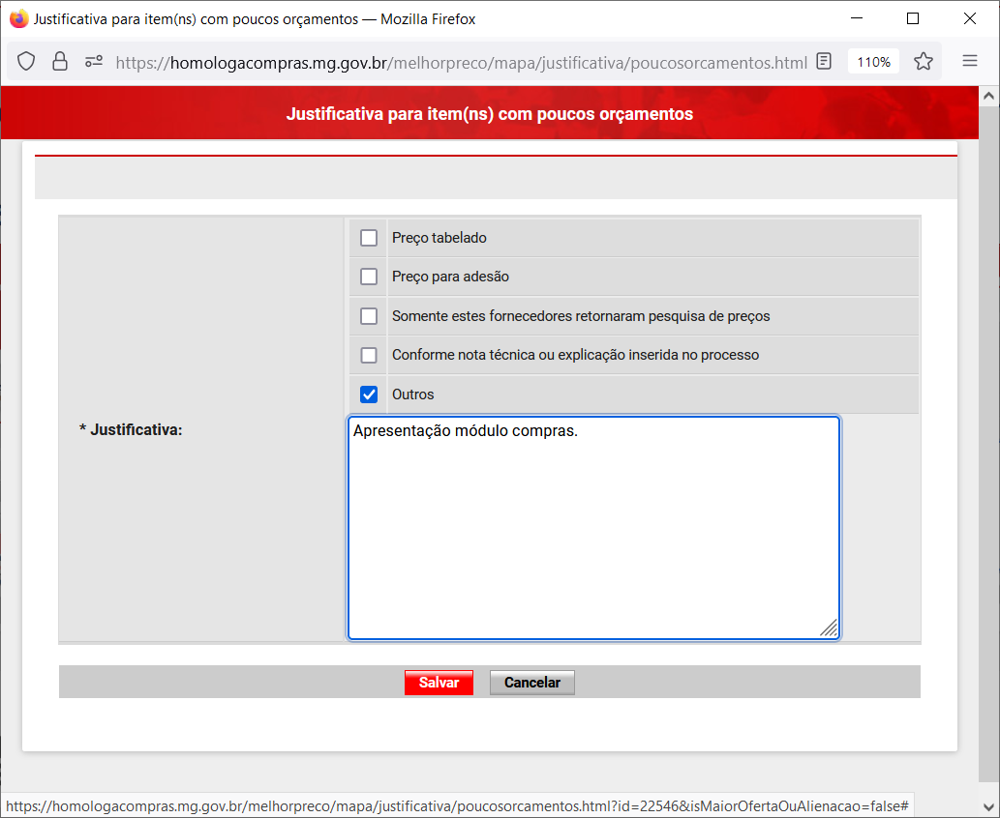 Justificativa para item(ns) com poucos orçamentos — Mozilla Firefox
https://homologacompras.mg.gov.br/melhorpreco/mapa/justificativa/poucosorcamentos.html
110%
Justificativa para item(ns) com poucos orçamentos
Preço tabelado
Preço para adesão
Somente estes fornecedores retornaram pesquisa de preços
Conforme nota técnica ou explicação inserida no processo
Outros
* Justificativa:
Apresentação módulo compras.
Salvar
Cancelar
https://homologacompras.mg.gov.br/melhorpreco/mapa/justificativa/poucosorcamentos.html?id=22546&isMaiorOfertaOuAlienacao=false#